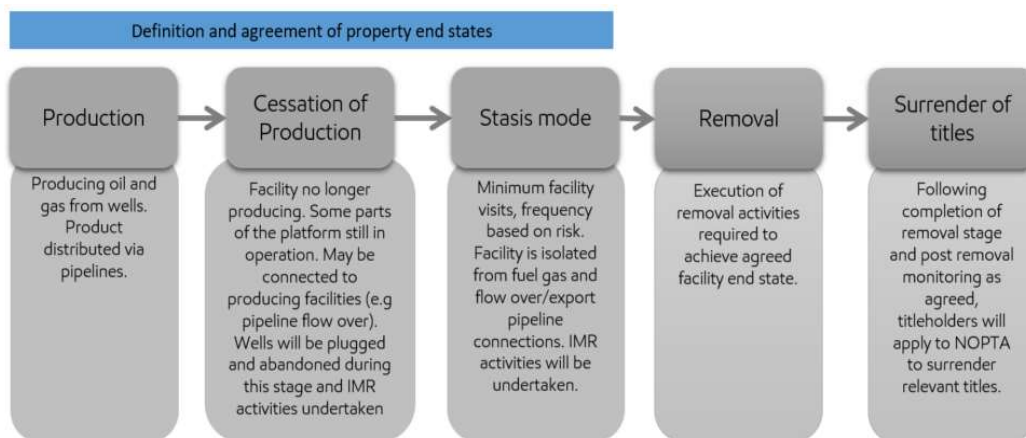 Definition and agreement of property end states
Production
Cessation of
Production
Stasis mode
Removal
Surrender of
titles
Producing oil and
gas from wells.
Product
distributed via
pipelines.
Facility no longer
producing. Some parts
of the platform still in
operation. May be
connected to
producing facilities (e.g
pipeline flow over).
Wells will be plugged
and abandoned during
this stage and IMR
activities undertaken
Minimum facility
visits, frequency
based on risk.
Facility is isolated
from fuel gas and
flow over/export
pipeline
connections. IMR
activities will be
undertaken.
Execution of
removal activities
required to
achieve agreed
facility end state.
Following
completion of
removal stage
and post removal
monitoring as
agreed,
titleholders will
apply to NOPTA
to surrender
relevant titles.